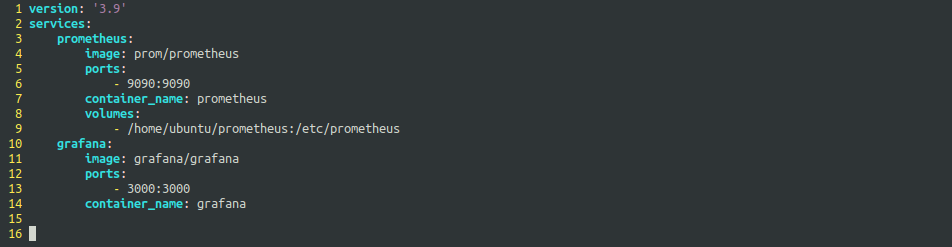 1 version: '3.9'
2 services:
3     prometheus:
4         image: prom/prometheus
5         ports:
6             - 9090:9090
7         container_name: prometheus
8         volumes:
9             - /home/ubuntu/prometheus:/etc/prometheus
10     grafana:
11         image: grafana/grafana
12         ports:
13             - 3000:3000
14         container_name: grafana
15
16